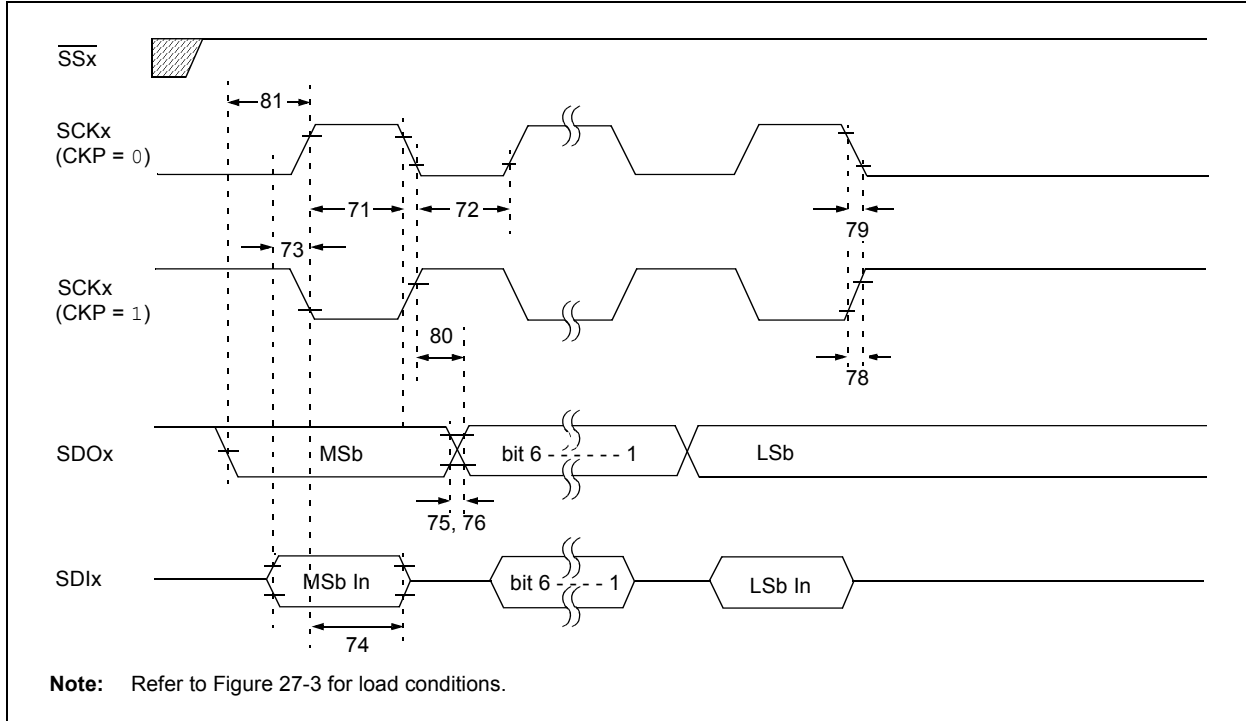 SSx
81
SCKx
(CKP = 0)
71
72
79
73
SCKx
(CKP = 1)
80
78
SDOx
MSb
bit 6 - - - - - - 1
LSb
75, 76
SDIx
MSb In
bit 6 - - - - 1
LSb In
74
Note: Refer to Figure 27-3 for load conditions.